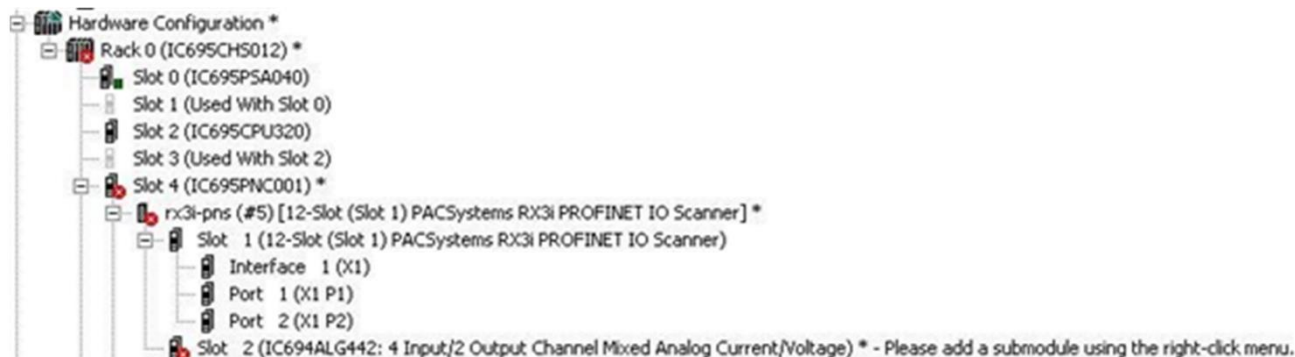 Hardware Configuration *
Rack 0 (IC695CHS012) *
Slot 0 (IC695PSA040)
Slot 1 (Used With Slot 0)
Slot 2 (IC695CPU320)
Slot 3 (Used With Slot 2)
Slot 4 (IC695PNC001) *
rx3i-pns (#5) [12-Slot (Slot 1) PACSystems RX3i PROFINET IO Scanner] *
Slot 1 (12-Slot (Slot 1) PACSystems RX3i PROFINET IO Scanner)
Interface 1 (X1)
Port 1 (X1 P1)
Port 2 (X1 P2)
Slot 2 (IC694ALG442: 4 Input/2 Output Channel Mixed Analog Current/Voltage) * - Please add a submodule using the right-click menu.